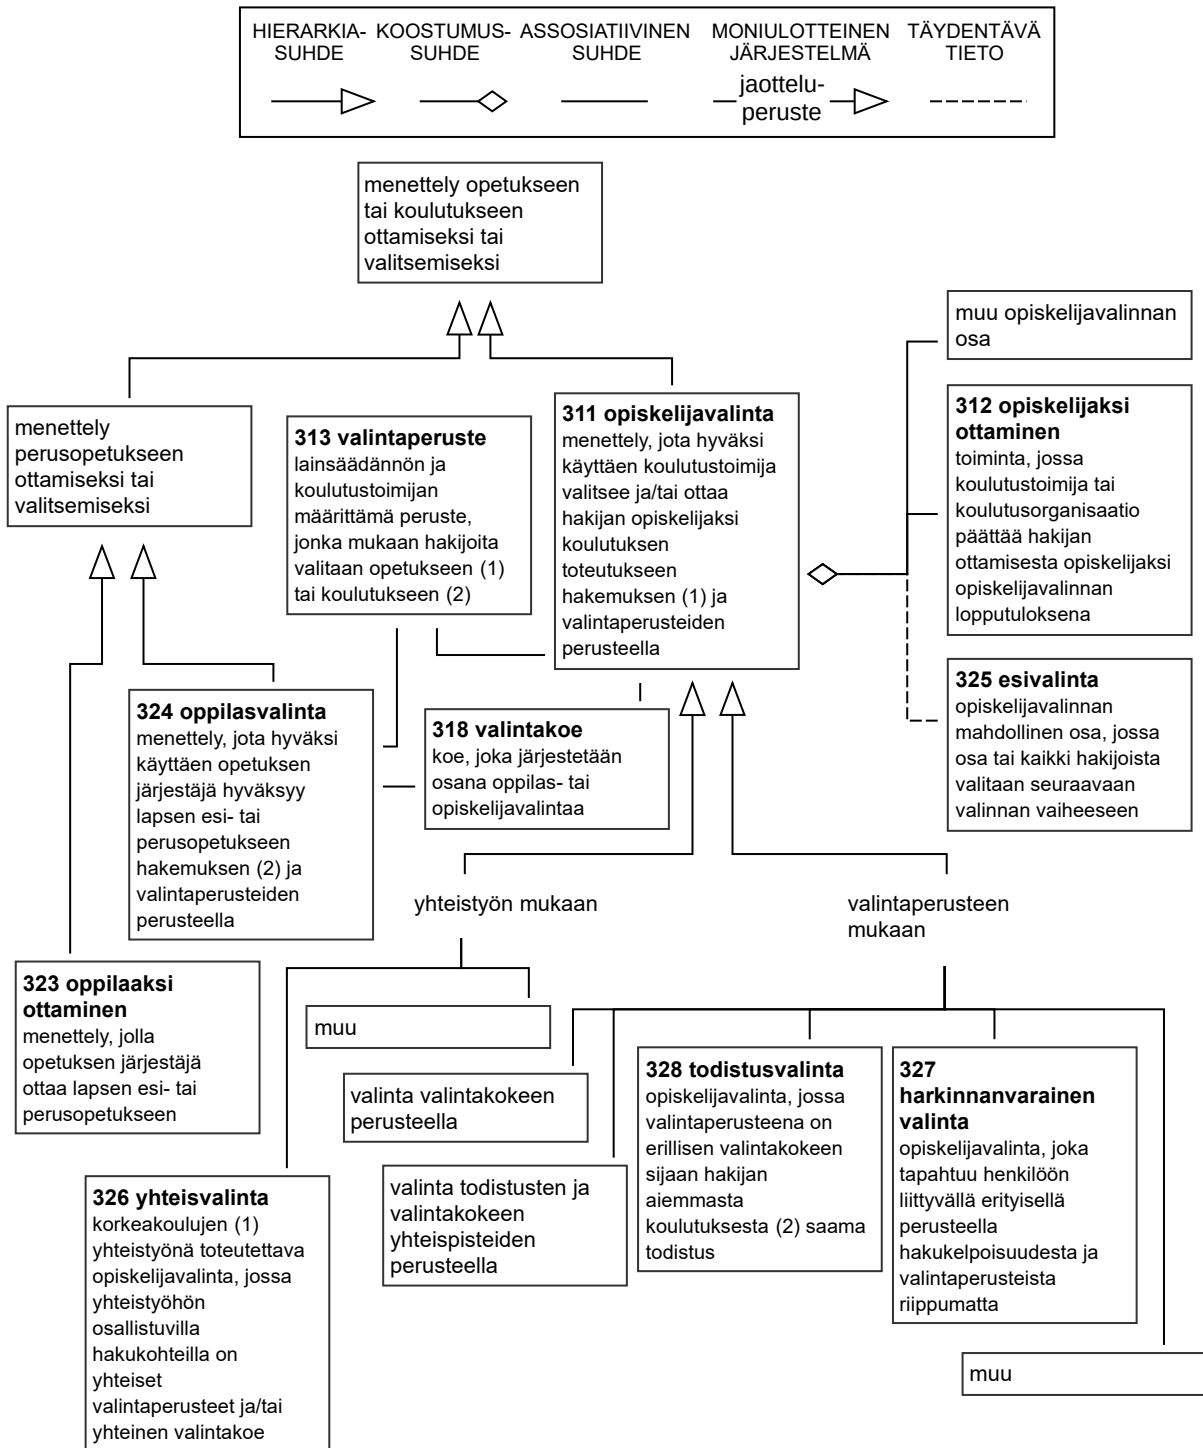 HIERARKIA-
SUHDE
KOOSTUMUS-
SUHDE
ASSOSIATIIVINEN
SUHDE
MONIULOTTEINEN
JÄRJESTELMÄ
TÄYDENTÄVÄ
TIETO
jaottelu-
peruste
menettely opetukseen
tai koulutukseen
ottamiseksi tai
valitsemiseksi
menettely
perusopetukseen
ottamiseksi tai
valitsemiseksi
313 valintaperuste
lainsäädännön ja
koulutustoimijan
määrittämä peruste,
jonka mukaan hakijoita
valitaan opetukseen (1)
tai koulutukseen (2)
311 opiskelijavalinta
menettely, jota hyväksi
käyttäen koulutustoimija
valitsee ja/tai ottaa
hakijan opiskelijaksi
koulutuksen
toteutukseen
hakemuksen (1) ja
valintaperusteiden
perusteella
muu opiskelijavalinnan
osa
312 opiskelijaksi
ottaminen
toiminta, jossa
koulutustoimija tai
koulutusorganisaatio
päättää hakijan
ottamisesta opiskelijaksi
opiskelijavalinnan
lopputuloksena
325 esivalinta
opiskelijavalinnan
mahdollinen osa, jossa
osa tai kaikki hakijoista
valitaan seuraavaan
valinnan vaiheeseen
324 oppilasvalinta
menettely, jota hyväksi
käyttäen opetuksen
järjestäjä hyväksyy
lapsen esi- tai
perusopetukseen
hakemuksen (2) ja
valintaperusteiden
perusteella
318 valintakoe
koe, joka järjestetään
osana oppilas- tai
opiskelijavalintaa
yhteistyön mukaan
valintaperusteen
mukaan
323 oppilaaksi
ottaminen
menettely, jolla
opetuksen järjestäjä
ottaa lapsen esi- tai
perusopetukseen
muu
valinta valintakokeen
perusteella
328 todistusvalinta
opiskelijavalinta, jossa
valintaperusteena on
erillisen valintakokeen
sijaan hakijan
aiemmasta
koulutuksesta (2) saama
todistus
327
harkinnanvarainen
valinta
opiskelijavalinta, joka
tapahtuu henkilöön
liittyvällä erityisellä
perusteella
hakukelpoisuudesta ja
valintaperusteista
riippumatta
326 yhteisvalinta
korkeakoulujen (1)
yhteistyönä toteutettava
opiskelijavalinta, jossa
yhteistyöhön
osallistuvilla
hakukohteilla on
yhteiset
valintaperusteet ja/tai
yhteinen valintakoe
valinta todistusten ja
valintakokeen
yhteispisteiden
perusteella
muu